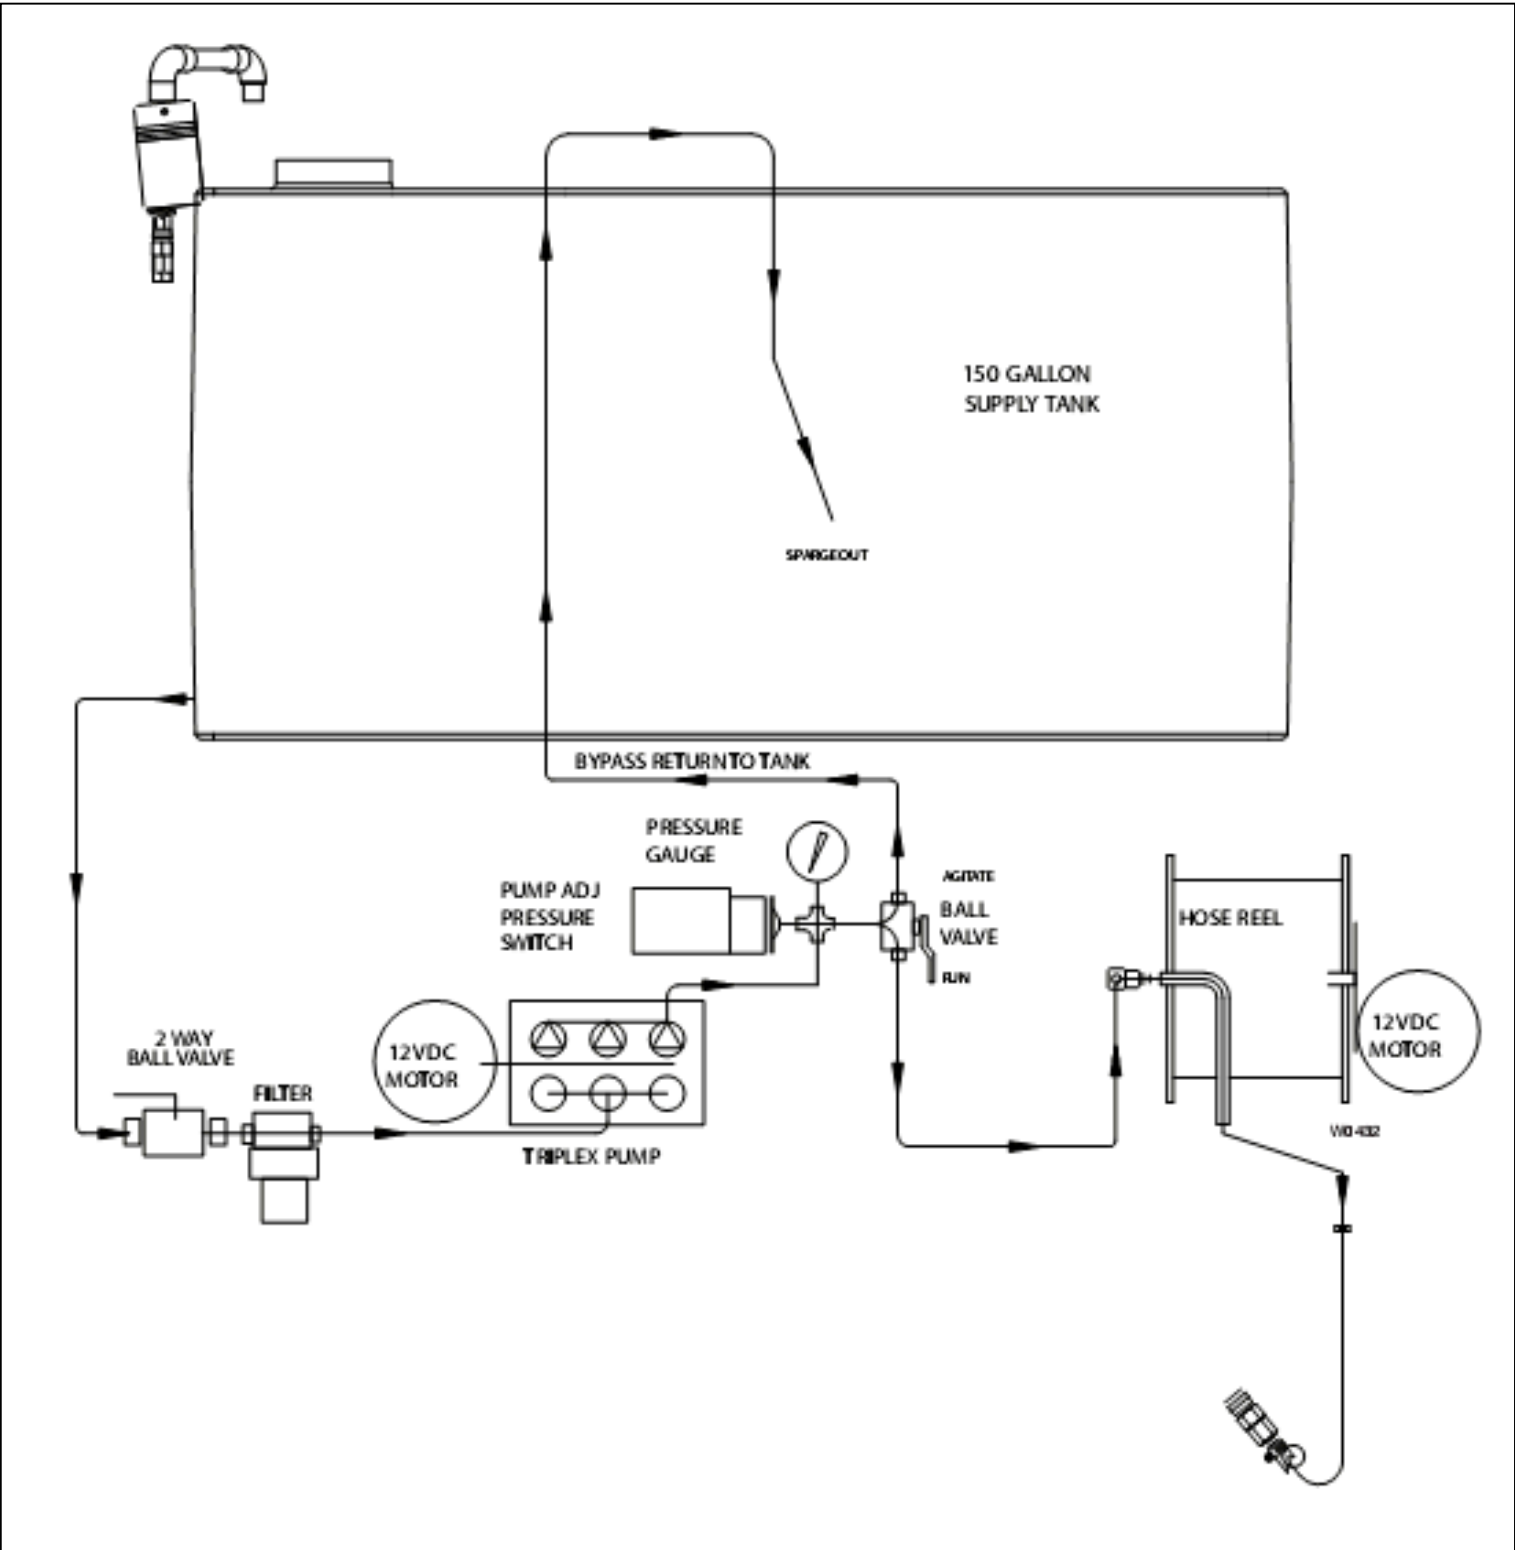 150 GALLON
SUPPLY TANK
SPARGEOUT
BYPASS RETURN TO TANK
PRESSURE
GAUGE
PUMP ADJ
PRESSURE
SWITCH
AGITATE
BALL
VALVE
RUN
HOSE REEL
2 WAY
BALL VALVE
FILTER
12VDC
MOTOR
TRIPLEX PUMP
12VDC
MOTOR